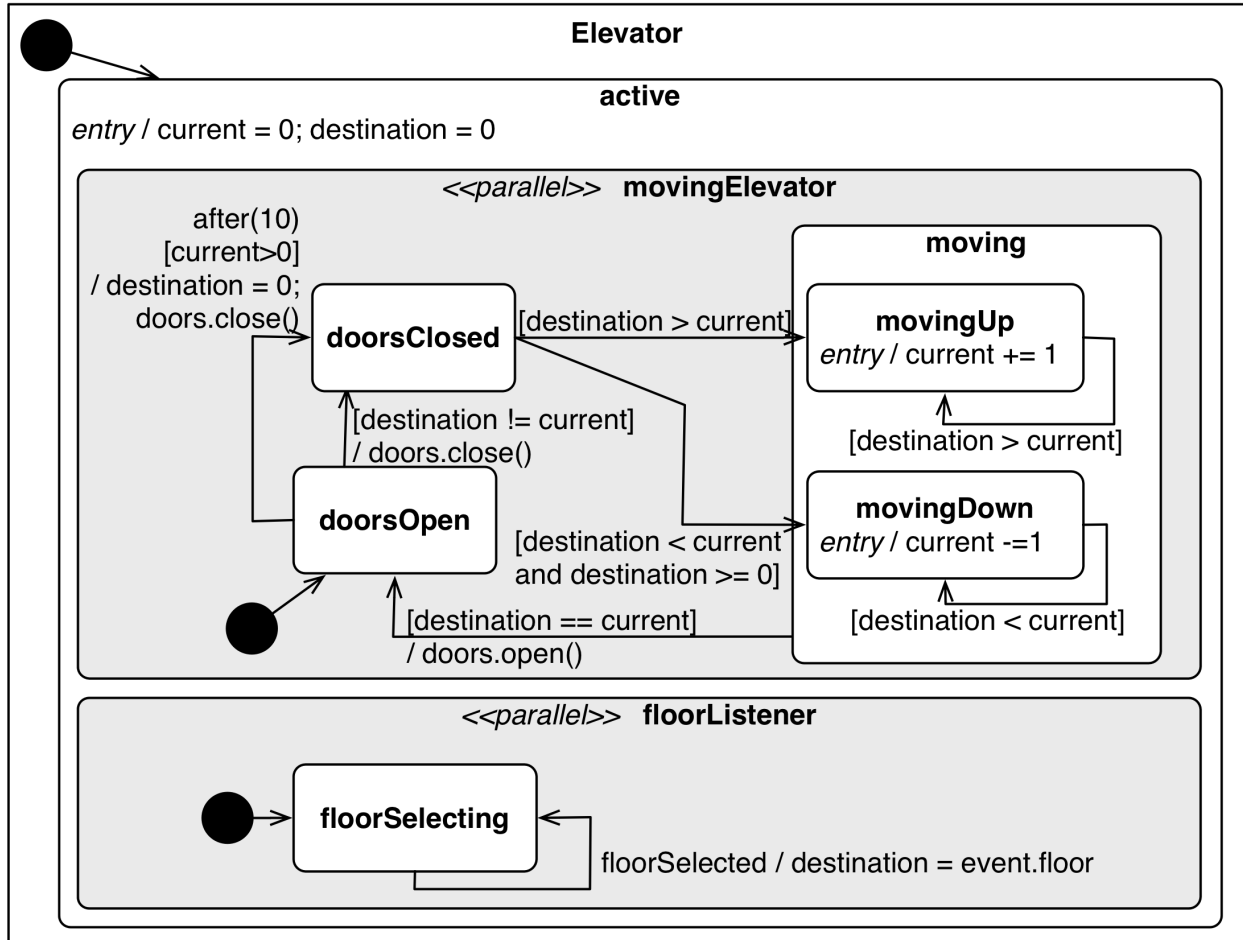 Elevator
active
entry / current = 0; destination = 0
<<parallel>> movingElevator
after(10)
[current>0]
/ destination = 0;
doors.close()
doorsClosed
[destination > current]
moving
movingUp
entry / current += 1
[destination > current]
[destination != current]
/ doors.close()
doorsOpen
movingDown
entry / current -=1
[destination < current
and destination >= 0]
[destination < current]
[destination == current]
/ doors.open()
<<parallel>> floorListener
floorSelecting
floorSelected / destination = event.floor